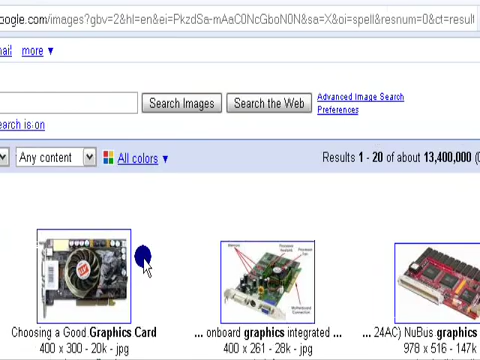 oogle.com/images?gbv=2&hl=en&ei=PkzdSa-mAaC0NcGboN0N&sa=X&oi=spell&resnum=0&ct=result
mail more ▼
Search Images Search the Web Advanced Image Search
Preferences
earch is on
Any content All colors ▼ Results 1 - 20 of about 13,400,000 (0
Choosing a Good Graphics Card ... onboard graphics integrated ... ... 24AC) NuBus graphics
400 x 300 - 20k - jpg 400 x 261 - 28k - jpg 978 x 516 - 147k